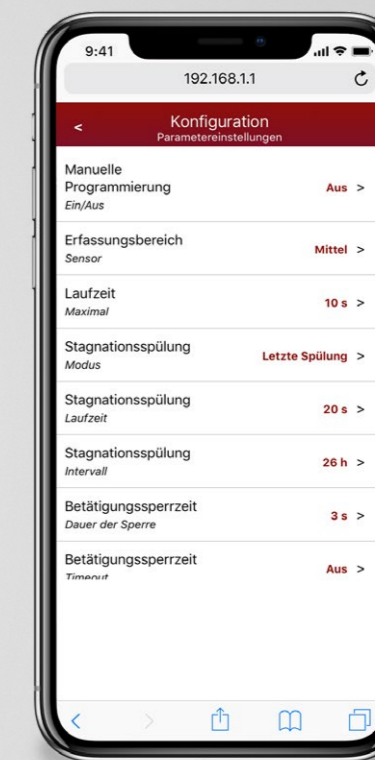 9:41
192.168.1.1
<
Konfiguration
Parametereinstellungen
Manuelle
Programmierung
Ein/Aus
Aus >
Erfassungsbereich
Sensor
Mittel >
Laufzeit
Maximal
10 s >
Stagnationsspülung
Modus
Letzte Spülung >
Stagnationsspülung
Laufzeit
20 s >
Stagnationsspülung
Intervall
26 h >
Betätigungssperrzeit
Dauer der Sperre
3 s >
Betätigungssperrzeit
Timeout
Aus >